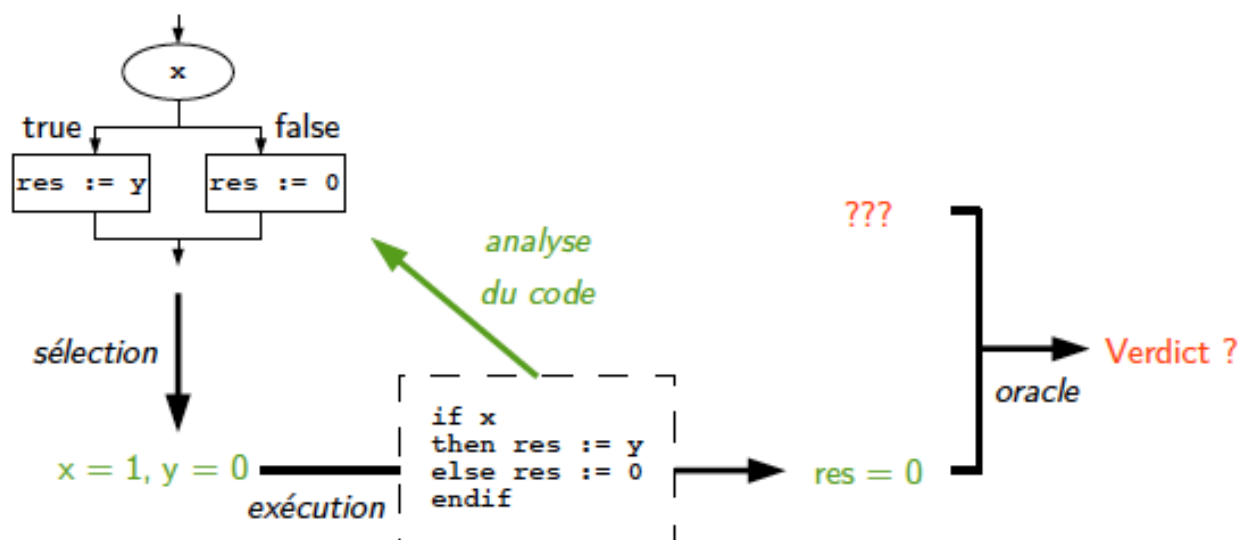 x
true
false
res := y
res := 0
analyse
du code
???
sélection
Verdict ?
oracle
if x
then res := y
else res := 0
endif
x = 1, y = 0
exécution
res = 0